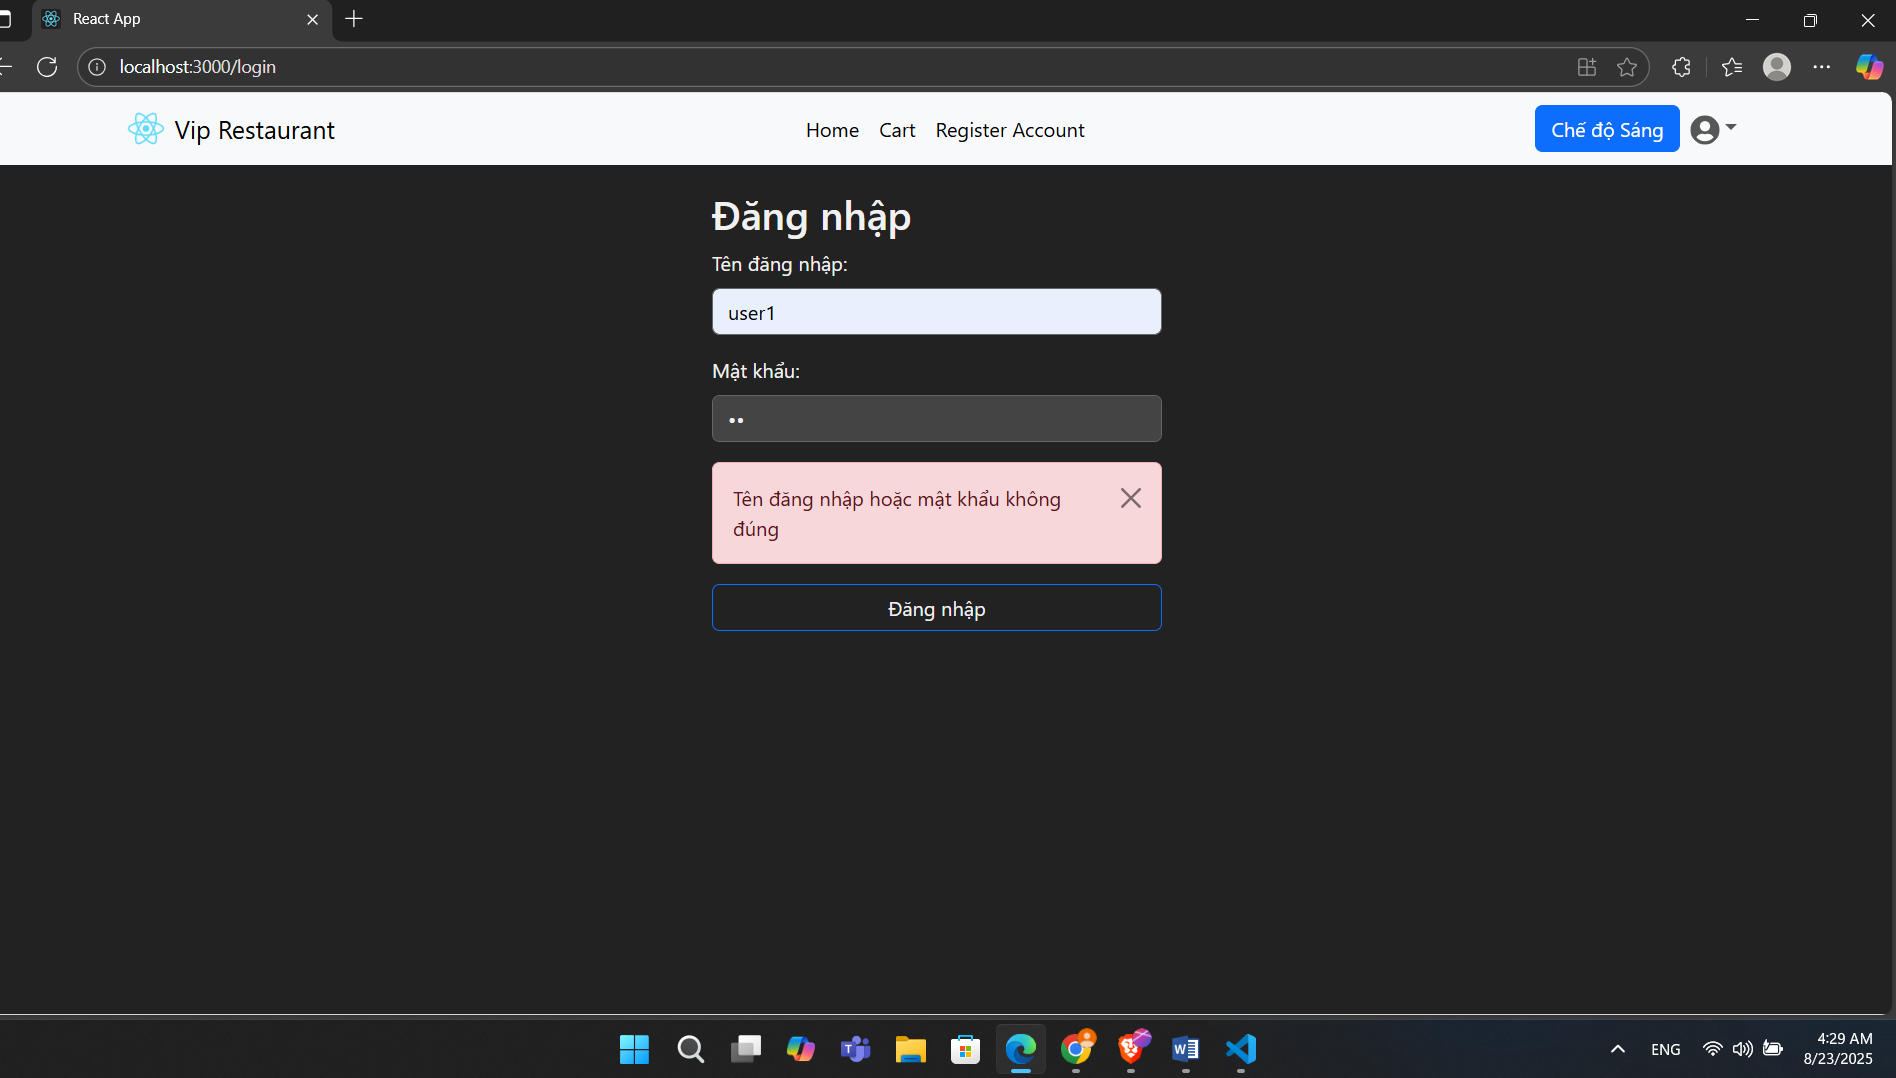 React App
localhost:3000/login
Vip Restaurant
Home
Cart
Register Account
Chế độ Sáng
Đăng nhập
Tên đăng nhập:
user1
Mật khẩu:
Tên đăng nhập hoặc mật khẩu không
đúng
Đăng nhập
ENG
4:29 AM
8/23/2025